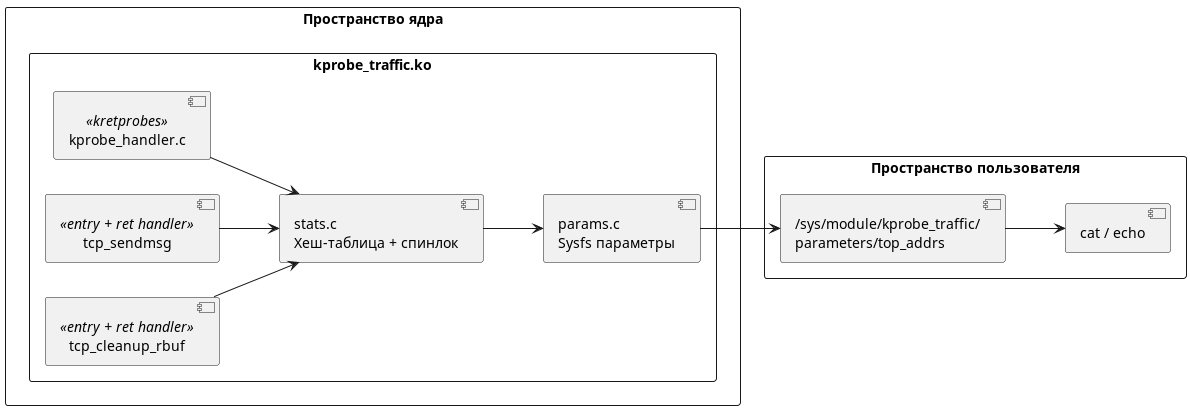 Пространство ядра
kprobe_traffic.ko
«kretprobes»
kprobe_handler.c
«entry + ret handler»
tcp_sendmsg
«entry + ret handler»
tcp_cleanup_rbuf
stats.c
Хеш-таблица + спинлок
params.c
Sysfs параметры
Пространство пользователя
/sys/module/kprobe_traffic/
parameters/top_addrs
cat / echo